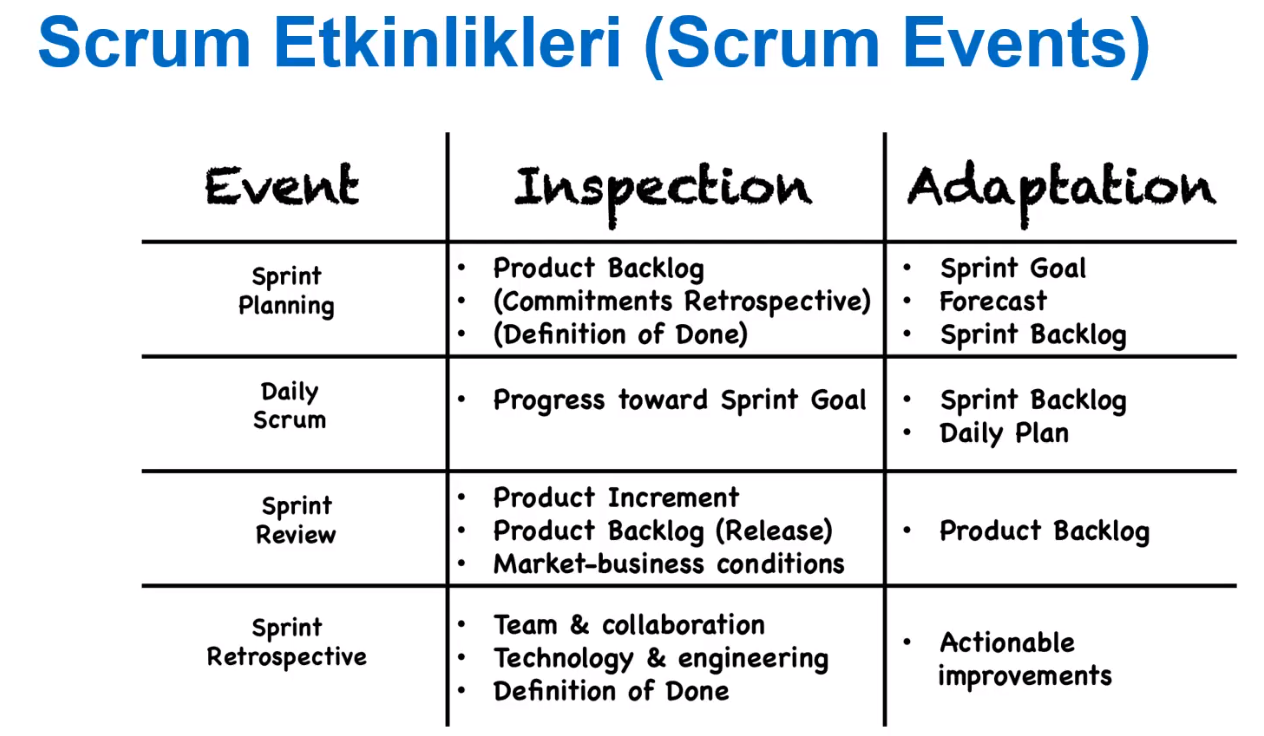 Scrum Etkinlikleri (Scrum Events)
Event
Inspection
Adaptation
Sprint
Planning
• Product Backlog
• (Commitments Retrospective)
• (Definition of Done)
• Sprint Goal
• Forecast
• Sprint Backlog
Daily
Scrum
• Progress toward Sprint Goal
• Sprint Backlog
• Daily Plan
Sprint
Review
• Product Increment
• Product Backlog (Release)
• Market-business conditions
• Product Backlog
Sprint
Retrospective
• Team & collaboration
• Technology & engineering
• Definition of Done
• Actionable
improvements